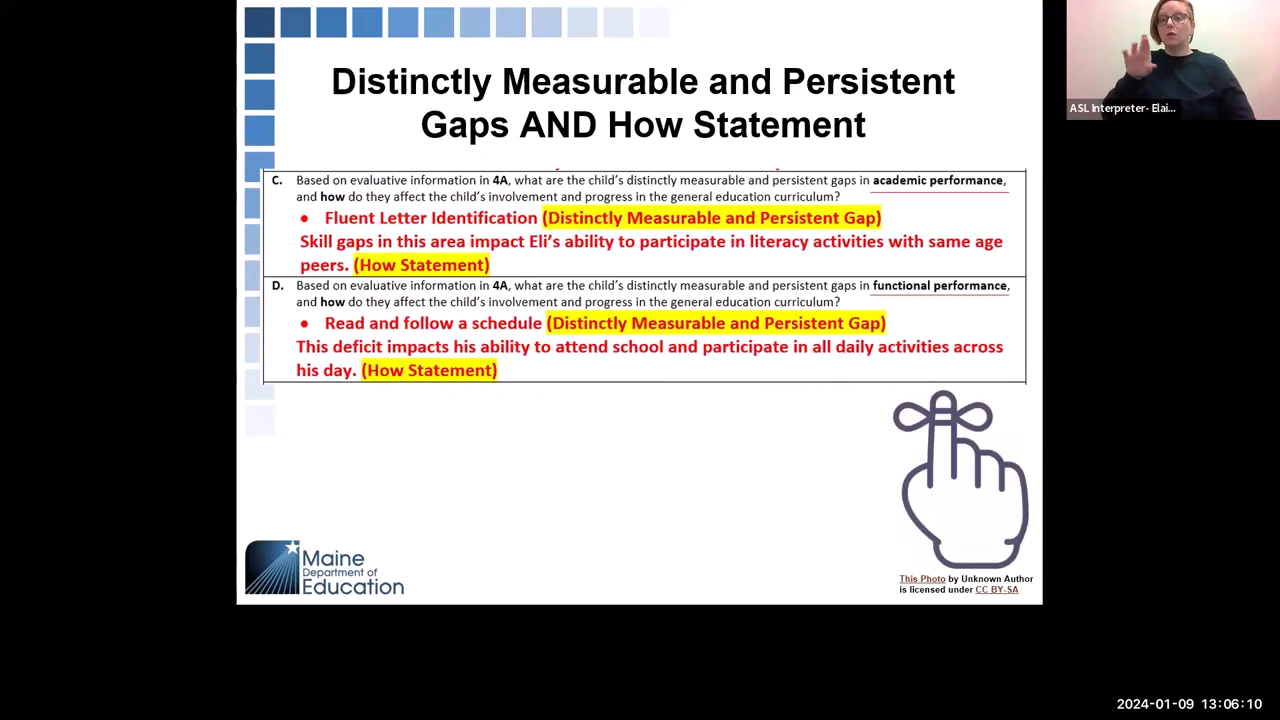 Distinctly Measurable and Persistent
Gaps AND How Statement
C. Based on evaluative information in 4A, what are the child's distinctly measurable and persistent gaps in academic performance,
and how do they affect the child's involvement and progress in the general education curriculum?
• Fluent Letter Identification (Distinctly Measurable and Persistent Gap)
Skill gaps in this area impact Eli's ability to participate in literacy activities with same age
peers. (How Statement)
D. Based on evaluative information in 4A, what are the child's distinctly measurable and persistent gaps in functional performance,
and how do they affect the child's involvement and progress in the general education curriculum?
• Read and follow a schedule (Distinctly Measurable and Persistent Gap)
This deficit impacts his ability to attend school and participate in all daily activities across
his day. (How Statement)
Maine
Department of
Education
This Photo by Unknown Author
is licensed under CC BY-SA
ASL Interpreter- Elai...
2024-01-09 13:06:10